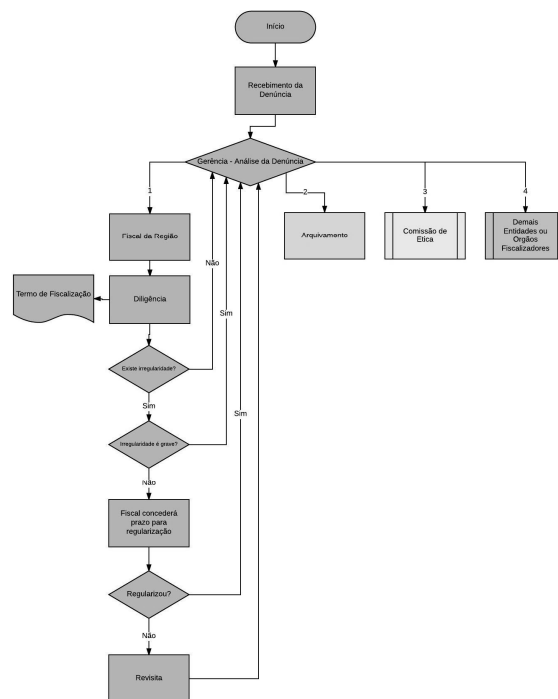 Início
Recebimento da
Denúncia
Gerência - Análise da Denúncia
1
2
3
4
Fiscal da Região
Arquivamento
Comissão de
Etica
Demais
Entidades ou
Orgãos
Fiscalizadores
Não
Termo de Fiscalização
Diligência
Sim
Existe irregularidade?
Sim
Sim
Irregularidade é grave?
Não
Fiscal concederá
prazo para
regularização
Regularizou?
Não
Revisita